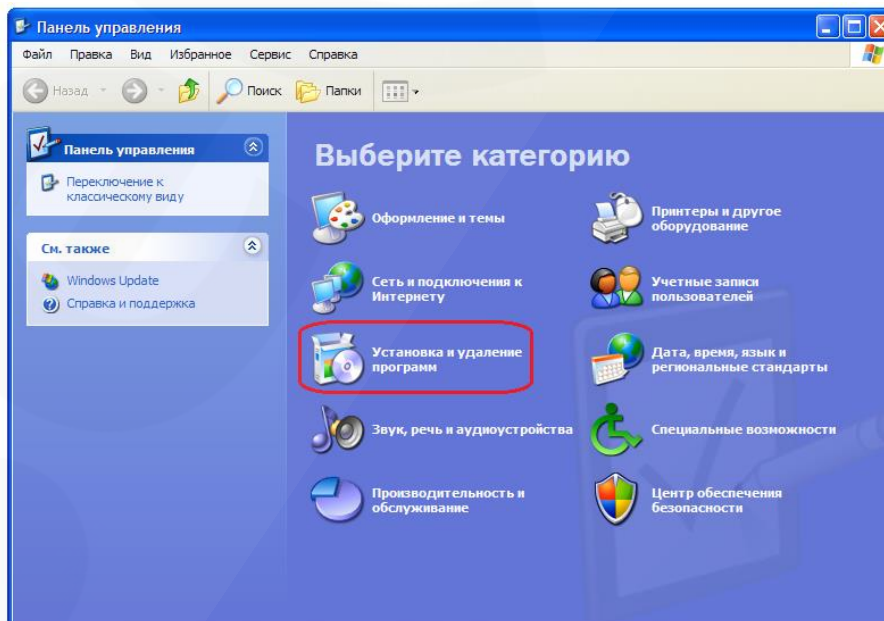 Панель управления
Файл Правка Вид Избранное Сервис Справка
Назад Поиск Папки
Панель управления
Переключение к
классическому виду
См. также
Windows Update
Справка и поддержка
Выберите категорию
Оформление и темы
Принтеры и другое
оборудование
Сеть и подключения к
Интернету
Учетные записи
пользователей
Установка и удаление
программ
Дата, время, язык и
региональные стандарты
Звук, речь и аудиоустройства
Специальные возможности
Производительность и
обслуживание
Центр обеспечения
безопасности